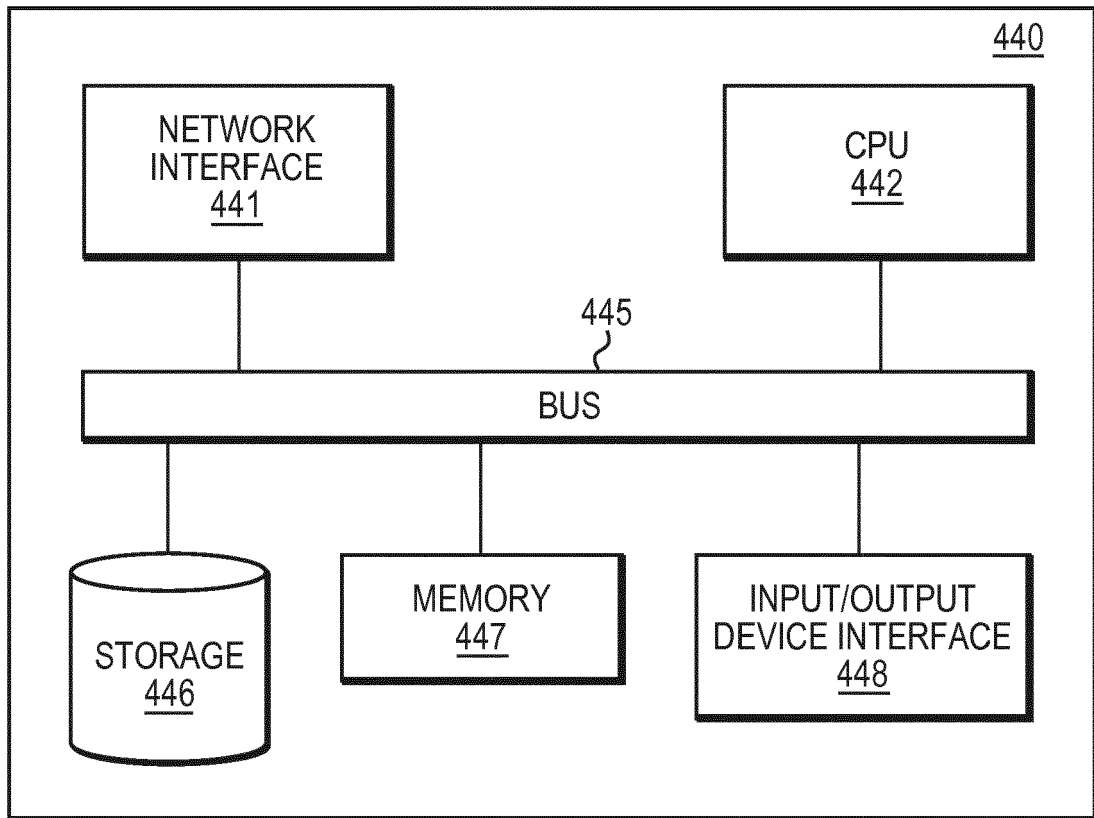 440
NETWORK
INTERFACE
441
CPU
442
445
BUS
STORAGE
446
MEMORY
447
INPUT/OUTPUT
DEVICE INTERFACE
448